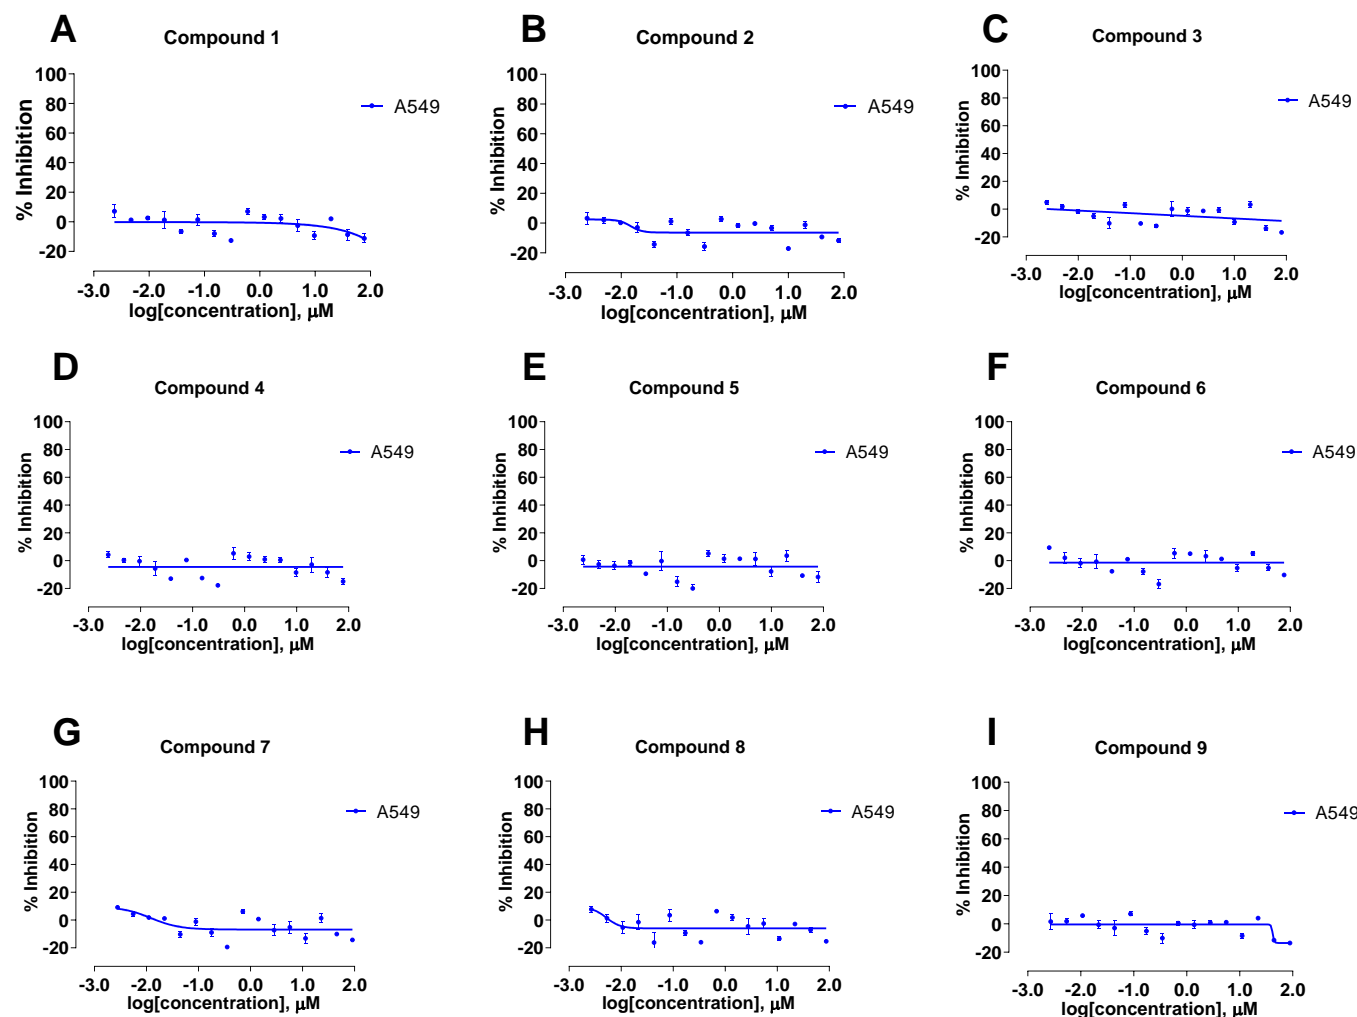 A
Compound 1
% Inhibition
100
80
60
40
20
0
-20
-3.0 -2.0 -1.0 0.0 1.0 2.0
log[concentration], μM
A549
B
Compound 2
% Inhibition
100
80
60
40
20
0
-20
-3.0 -2.0 -1.0 0.0 1.0 2.0
log[concentration], μM
A549
C
Compound 3
% Inhibition
100
80
60
40
20
0
-20
-3.0 -2.0 -1.0 0.0 1.0 2.0
log[concentration], μM
A549
D
Compound 4
% Inhibition
100
80
60
40
20
0
-20
-3.0 -2.0 -1.0 0.0 1.0 2.0
log[concentration], μM
A549
E
Compound 5
% Inhibition
100
80
60
40
20
0
-20
-3.0 -2.0 -1.0 0.0 1.0 2.0
log[concentration], μM
A549
F
Compound 6
% Inhibition
100
80
60
40
20
0
-20
-3.0 -2.0 -1.0 0.0 1.0 2.0
log[concentration], μM
A549
G
Compound 7
% Inhibition
100
80
60
40
20
0
-20
-3.0 -2.0 -1.0 0.0 1.0 2.0
log[concentration], μM
A549
H
Compound 8
% Inhibition
100
80
60
40
20
0
-20
-3.0 -2.0 -1.0 0.0 1.0 2.0
log[concentration], μM
A549
I
Compound 9
% Inhibition
100
80
60
40
20
0
-20
-3.0 -2.0 -1.0 0.0 1.0 2.0
log[concentration], μM
A549